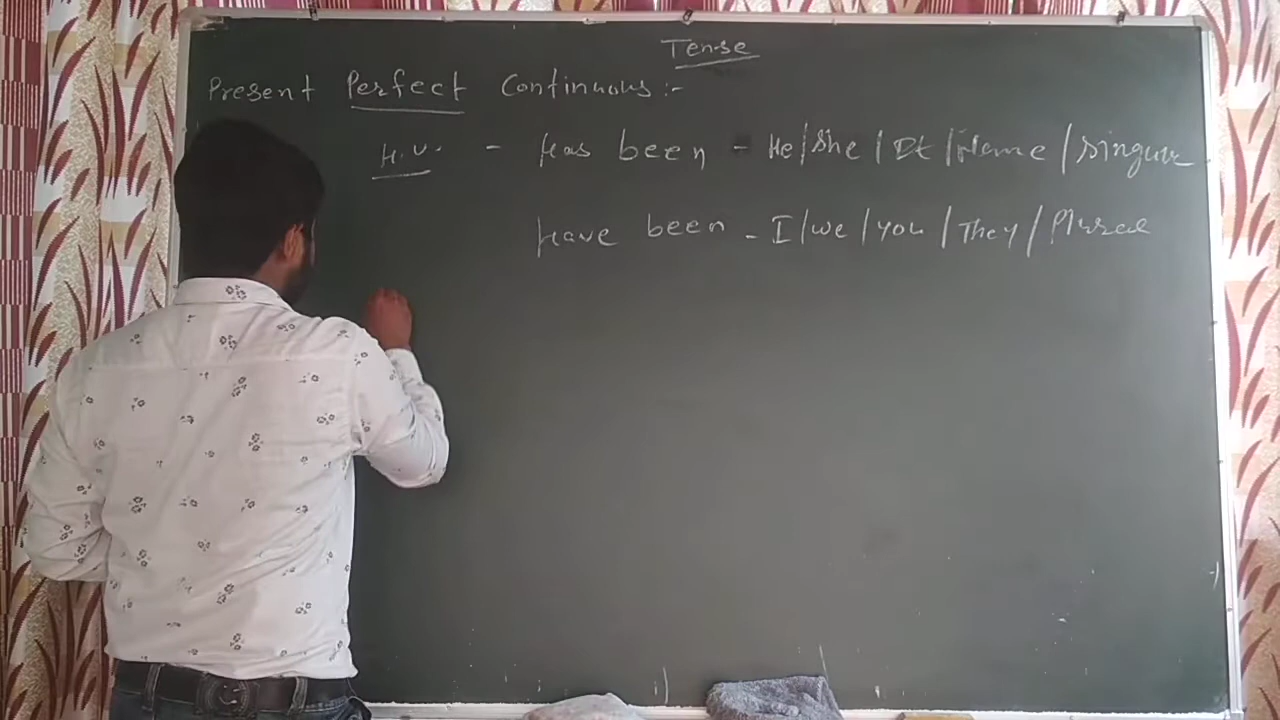 Tense
Present Perfect Continuous :-
H.V. - has been - He/She/It/Name/Singular
have been - I/we/you/They/Plural